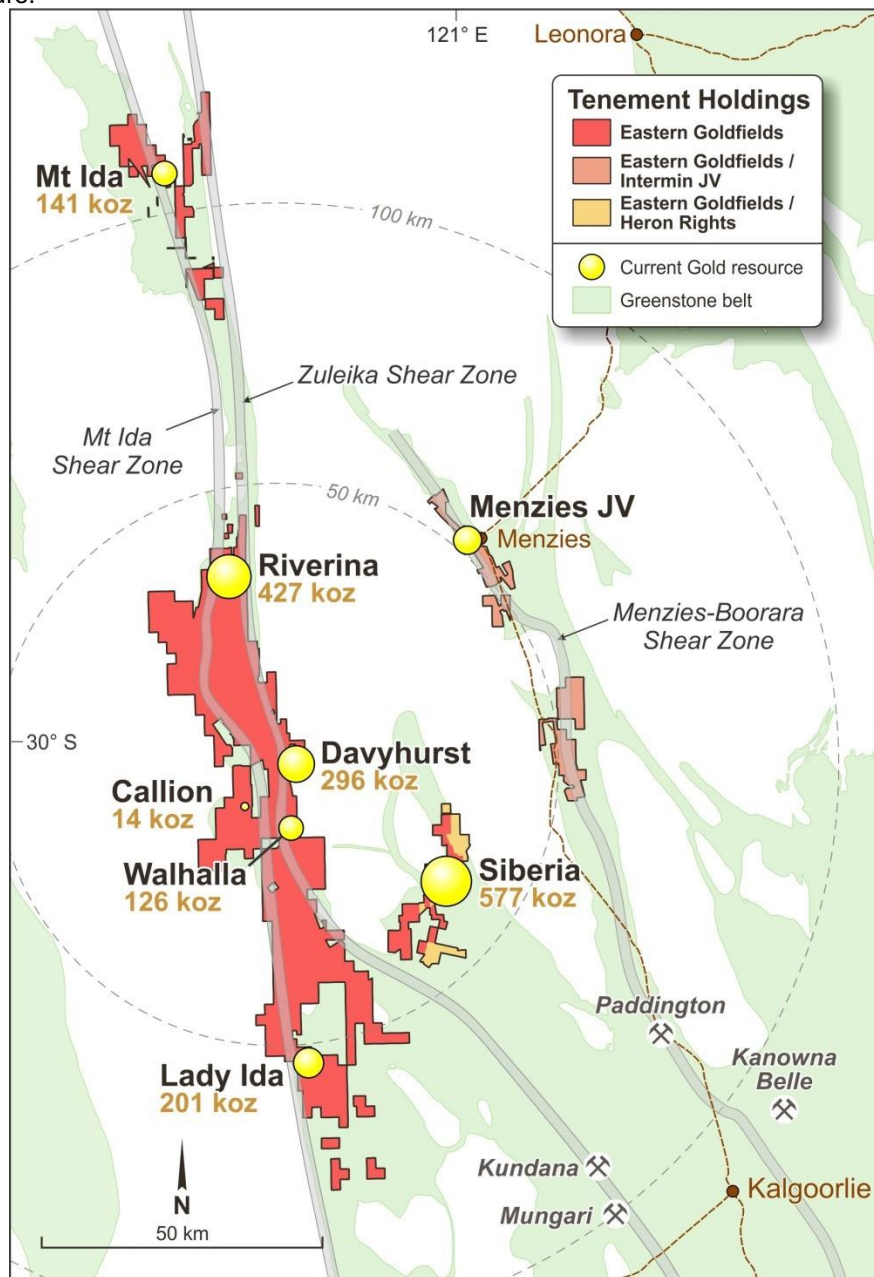 121° E
Leonora
Tenement Holdings
Eastern Goldfields
Eastern Goldfields /
Intermin JV
Eastern Goldfields /
Heron Rights
Current Gold resource
Greenstone belt
Mt Ida
141 koz
100 km
Zuleika Shear Zone
Mt Ida
Shear Zone
50 km
Menzies JV
Menzies
Riverina
427 koz
Menzies-Boorara
Shear Zone
30° S
Davyhurst
296 koz
Callion
14 koz
Walhalla
126 koz
Siberia
577 koz
Paddington
Kanowna
Belle
Lady Ida
201 koz
Kundana
Mungari
Kalgoorlie
N
50 km